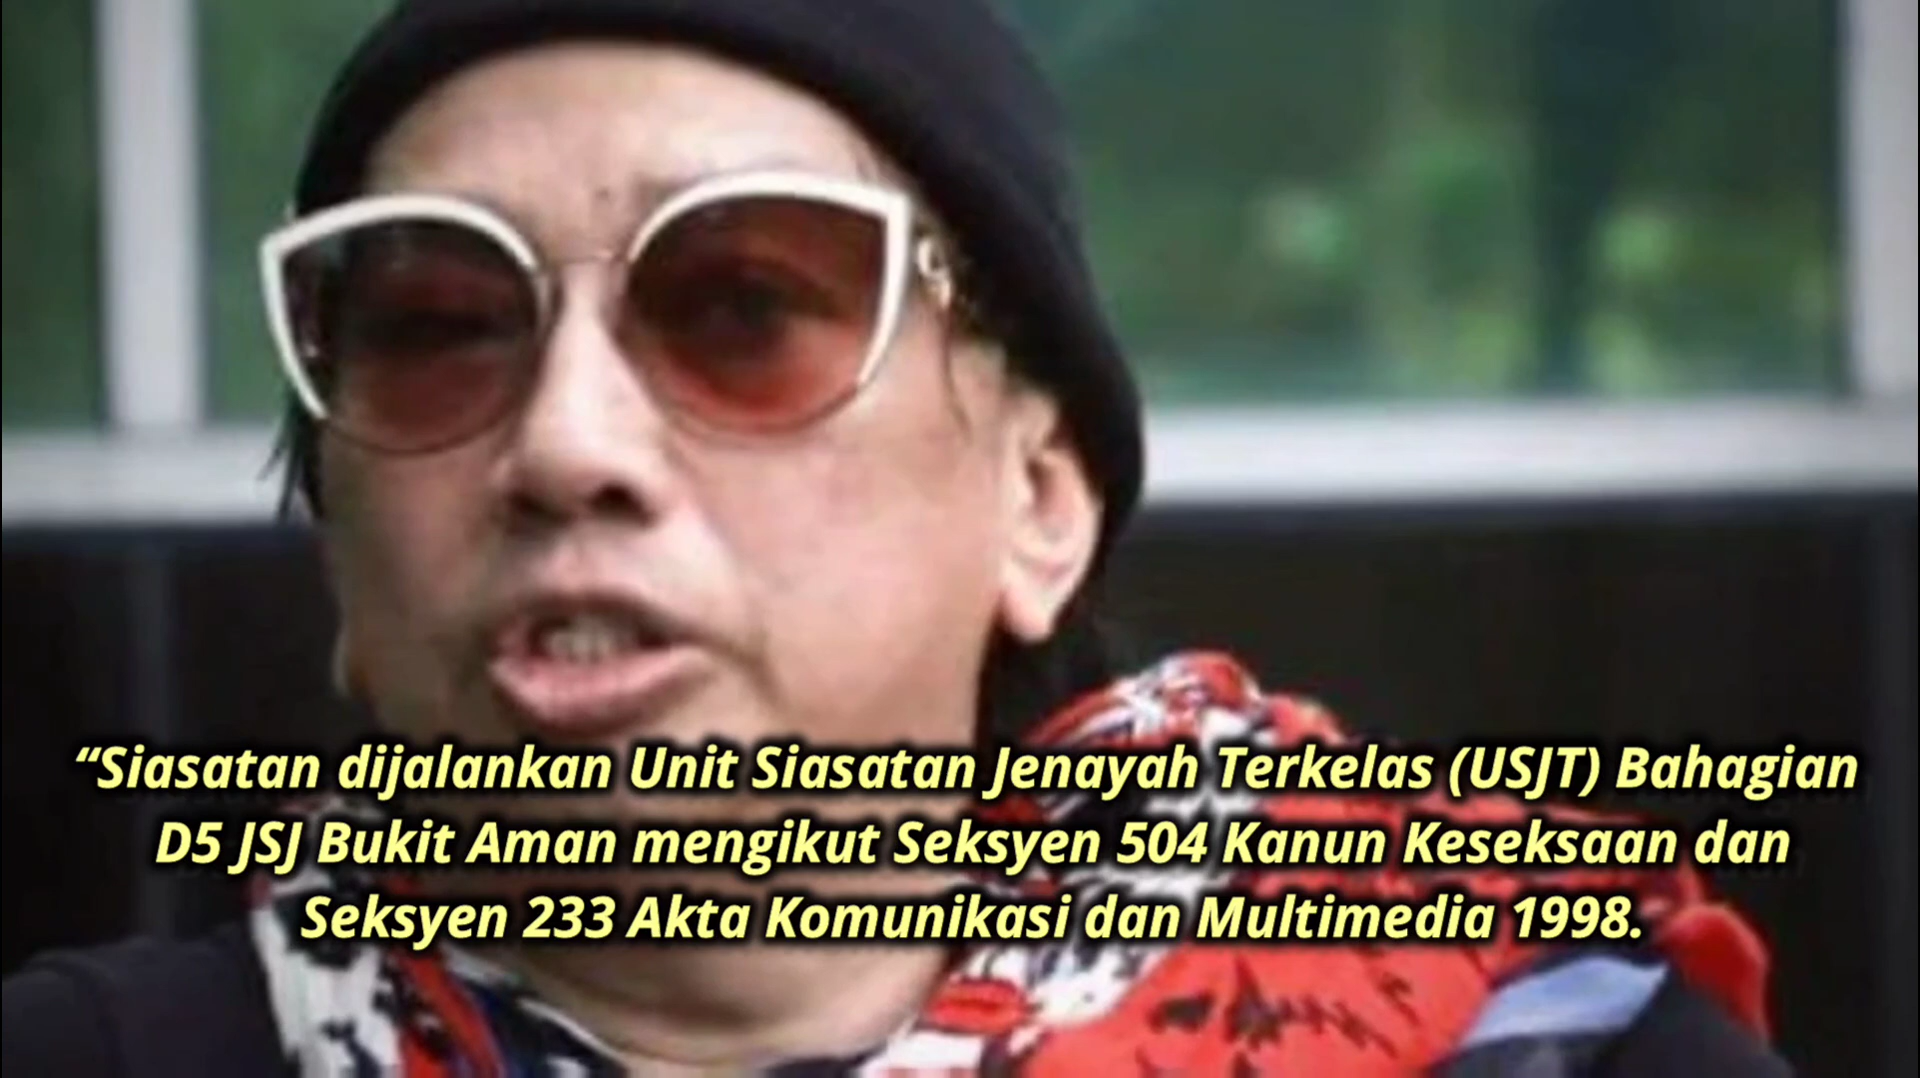 “Siasatan dijalankan Unit Siasatan Jenayah Terkelas (USJT) Bahagian
D5 JSJ Bukit Aman mengikut Seksyen 504 Kanun Keseksaan dan
Seksyen 233 Akta Komunikasi dan Multimedia 1998.